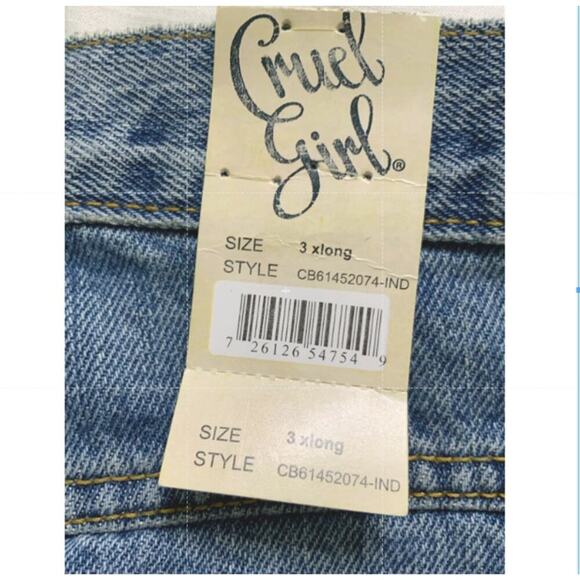 Cruel
Girl®
SIZE 3 xlong
STYLE CB61452074-IND
7 26126 54754 9
SIZE 3 xlong
STYLE CB61452074-IND